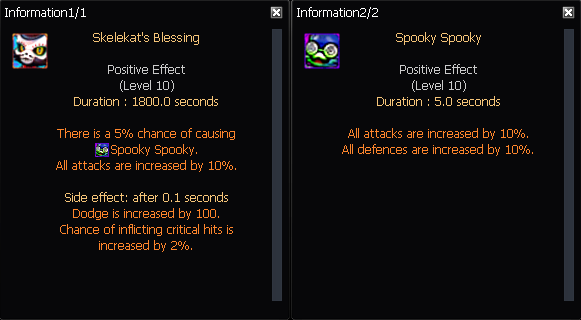 Information1/1
Skelekat's Blessing
Positive Effect
(Level 10)
Duration : 1800.0 seconds
There is a 5% chance of causing
Spooky Spooky.
All attacks are increased by 10%.
Side effect: after 0.1 seconds
Dodge is increased by 100.
Chance of inflicting critical hits is
increased by 2%.
Information2/2
Spooky Spooky
Positive Effect
(Level 10)
Duration : 5.0 seconds
All attacks are increased by 10%.
All defences are increased by 10%.